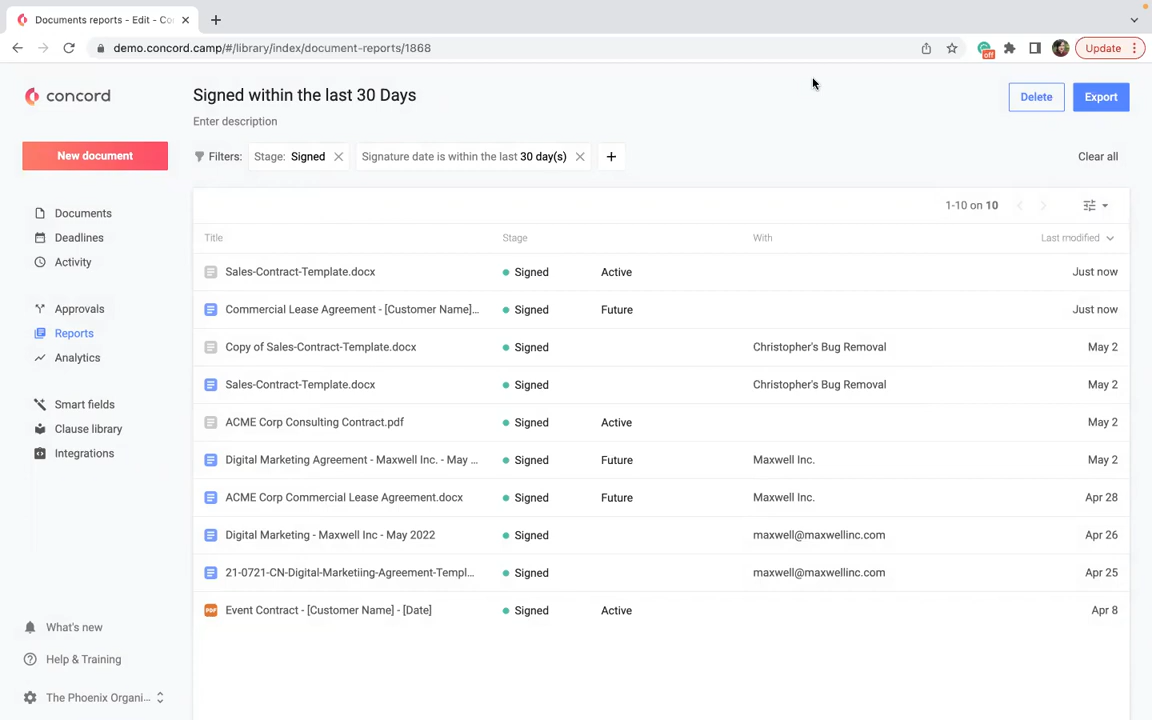 Documents reports - Edit - Co
demo.concord.camp/#/library/index/document-reports/1868
off
Update
concord
New document
Documents
Deadlines
Activity
Approvals
Reports
Analytics
Smart fields
Clause library
Integrations
What's new
Help & Training
The Phoenix Organi...
Signed within the last 30 Days
Delete
Export
Enter description
Filters:
Stage: Signed
Signature date is within the last 30 day(s)
Clear all
1-10 on 10
Title Stage With Last modified
Sales-Contract-Template.docx Signed Active Just now
Commercial Lease Agreement - [Customer Name]... Signed Future Just now
Copy of Sales-Contract-Template.docx Signed Christopher's Bug Removal May 2
Sales-Contract-Template.docx Signed Christopher's Bug Removal May 2
ACME Corp Consulting Contract.pdf Signed Active May 2
Digital Marketing Agreement - Maxwell Inc. - May ... Signed Future Maxwell Inc. May 2
ACME Corp Commercial Lease Agreement.docx Signed Future Maxwell Inc. Apr 28
Digital Marketing - Maxwell Inc - May 2022 Signed maxwell@maxwellinc.com Apr 26
21-0721-CN-Digital-Marketiing-Agreement-Templ... Signed maxwell@maxwellinc.com Apr 25
PDF Event Contract - [Customer Name] - [Date] Signed Active Apr 8